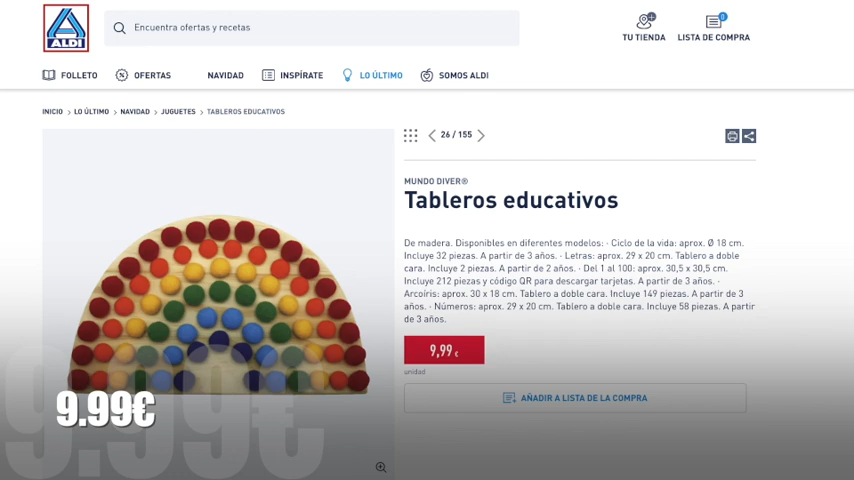 ALDI
Encuentra ofertas y recetas
TU TIENDA
0
LISTA DE COMPRA
FOLLETO
OFERTAS
NAVIDAD
INSPÍRATE
LO ÚLTIMO
SOMOS ALDI
INICIO > LO ÚLTIMO > NAVIDAD > JUGUETES > TABLEROS EDUCATIVOS
26 / 155
MUNDO DIVER®
Tableros educativos
De madera. Disponibles en diferentes modelos: · Ciclo de la vida: aprox. Ø 18 cm.
Incluye 32 piezas. A partir de 3 años. · Letras: aprox. 29 x 20 cm. Tablero a doble
cara. Incluye 2 piezas. A partir de 2 años. · Del 1 al 100: aprox. 30,5 x 30,5 cm.
Incluye 212 piezas y código QR para descargar tarjetas. A partir de 3 años. ·
Arcoíris: aprox. 30 x 18 cm. Tablero a doble cara. Incluye 149 piezas. A partir de 3
años. · Números: aprox. 29 x 20 cm. Tablero a doble cara. Incluye 58 piezas. A partir
de 3 años.
9,99 €
unidad
AÑADIR A LISTA DE LA COMPRA
9.99€
9.99€